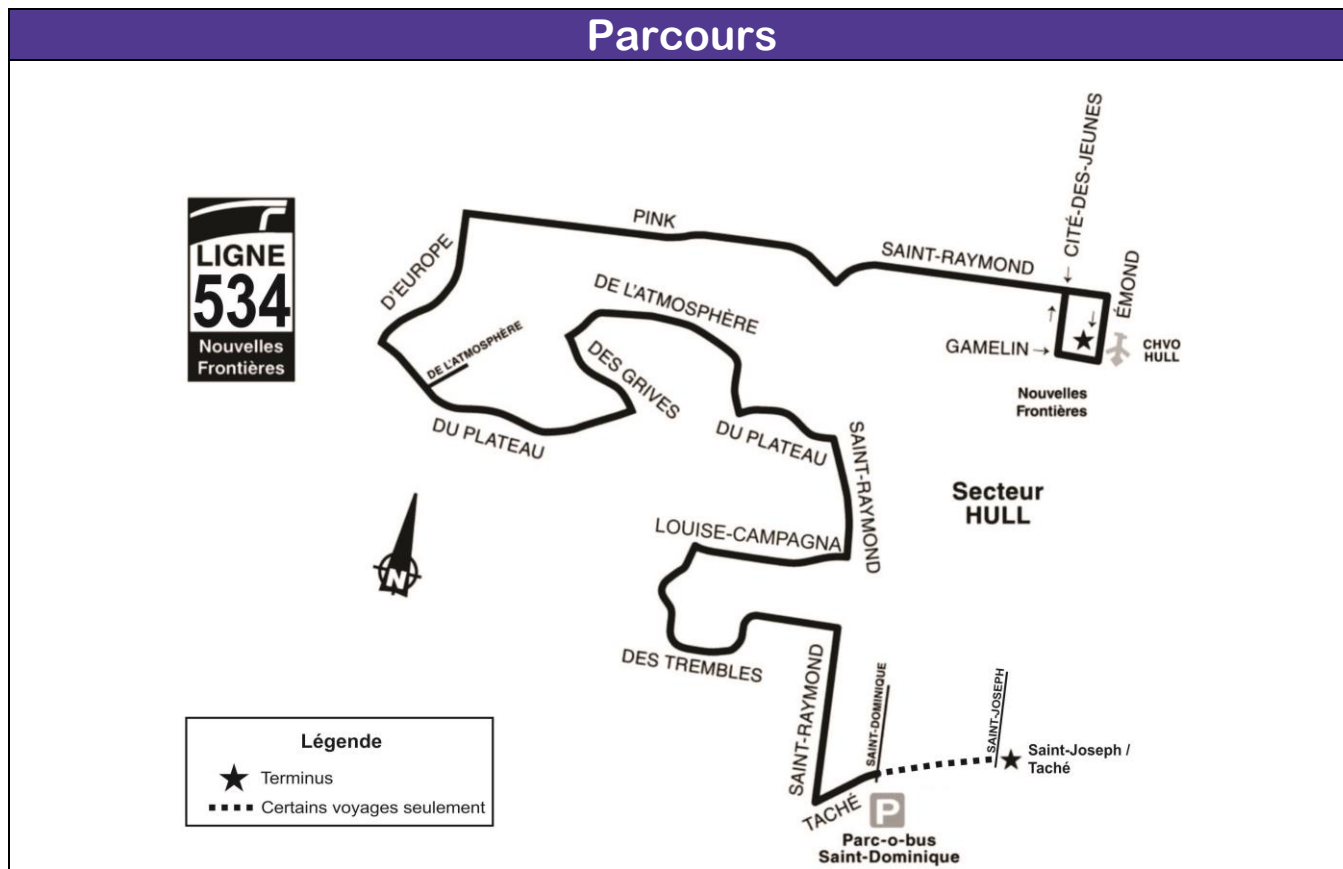 Parcours
LIGNE
534
Nouvelles
Frontières
PINK
SAINT-RAYMOND
CITÉ-DES-JEUNES
ÉMOND
GAMELIN
CHVO
HULL
Nouvelles
Frontières
D'EUROPE
DE L'ATMOSPHÈRE
DE L'ATMOSPHÈRE
DES GRIVES
DU PLATEAU
DU PLATEAU
SAINT-RAYMOND
Secteur
HULL
LOUISE-CAMPAGNA
N
DES TREMBLES
SAINT-RAYMOND
SAINT-DOMINIQUE
SAINT-JOSEPH
Saint-Joseph /
Taché
TACHÉ
P
Parc-o-bus
Saint-Dominique
Légende
Terminus
Certains voyages seulement